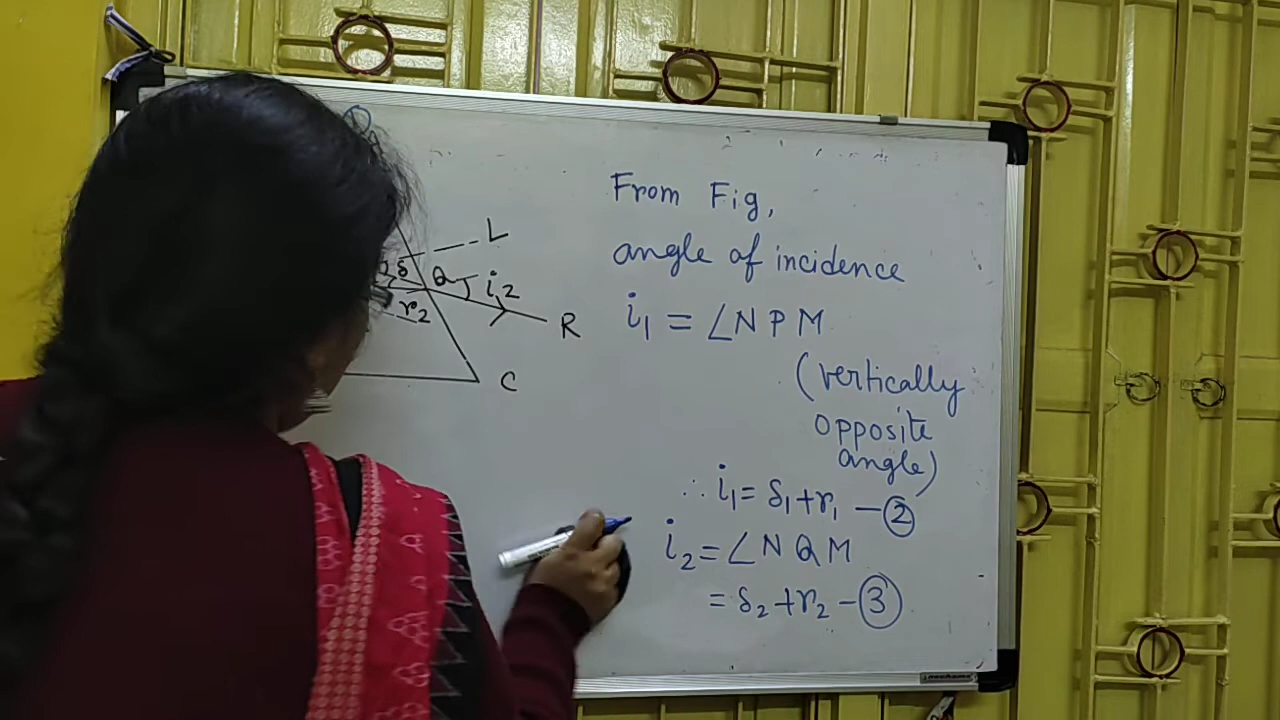 From Fig,
angle of incidence
i₁ = ∠NPM
(vertically
opposite
angle)
∴ i₁ = δ₁+r₁ – ②
i₂ = ∠NQM
= δ₂+r₂ – ③
L
δ Q i₂
r₂
R
C